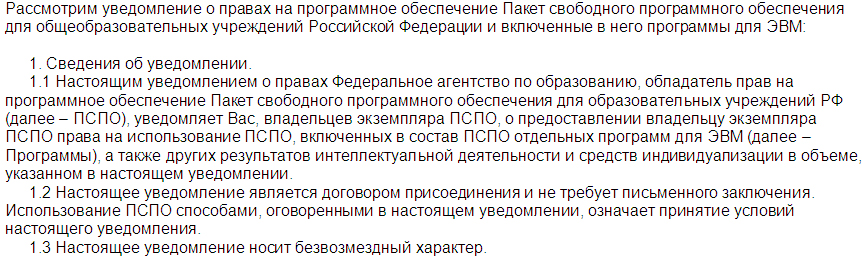 Рассмотрим уведомление о правах на программное обеспечение Пакет свободного программного обеспечения
для общеобразовательных учреждений Российской Федерации и включенные в него программы для ЭВМ:
1. Сведения об уведомлении.
1.1 Настоящим уведомлением о правах Федеральное агентство по образованию, обладатель прав на
программное обеспечение Пакет свободного программного обеспечения для образовательных учреждений РФ
(далее – ПСПО), уведомляет Вас, владельцев экземпляра ПСПО, о предоставлении владельцу экземпляра
ПСПО права на использование ПСПО, включенных в состав ПСПО отдельных программ для ЭВМ (далее –
Программы), а также других результатов интеллектуальной деятельности и средств индивидуализации в объеме,
указанном в настоящем уведомлении.
1.2 Настоящее уведомление является договором присоединения и не требует письменного заключения.
Использование ПСПО способами, оговоренными в настоящем уведомлении, означает принятие условий
настоящего уведомления.
1.3 Настоящее уведомление носит безвозмездный характер.